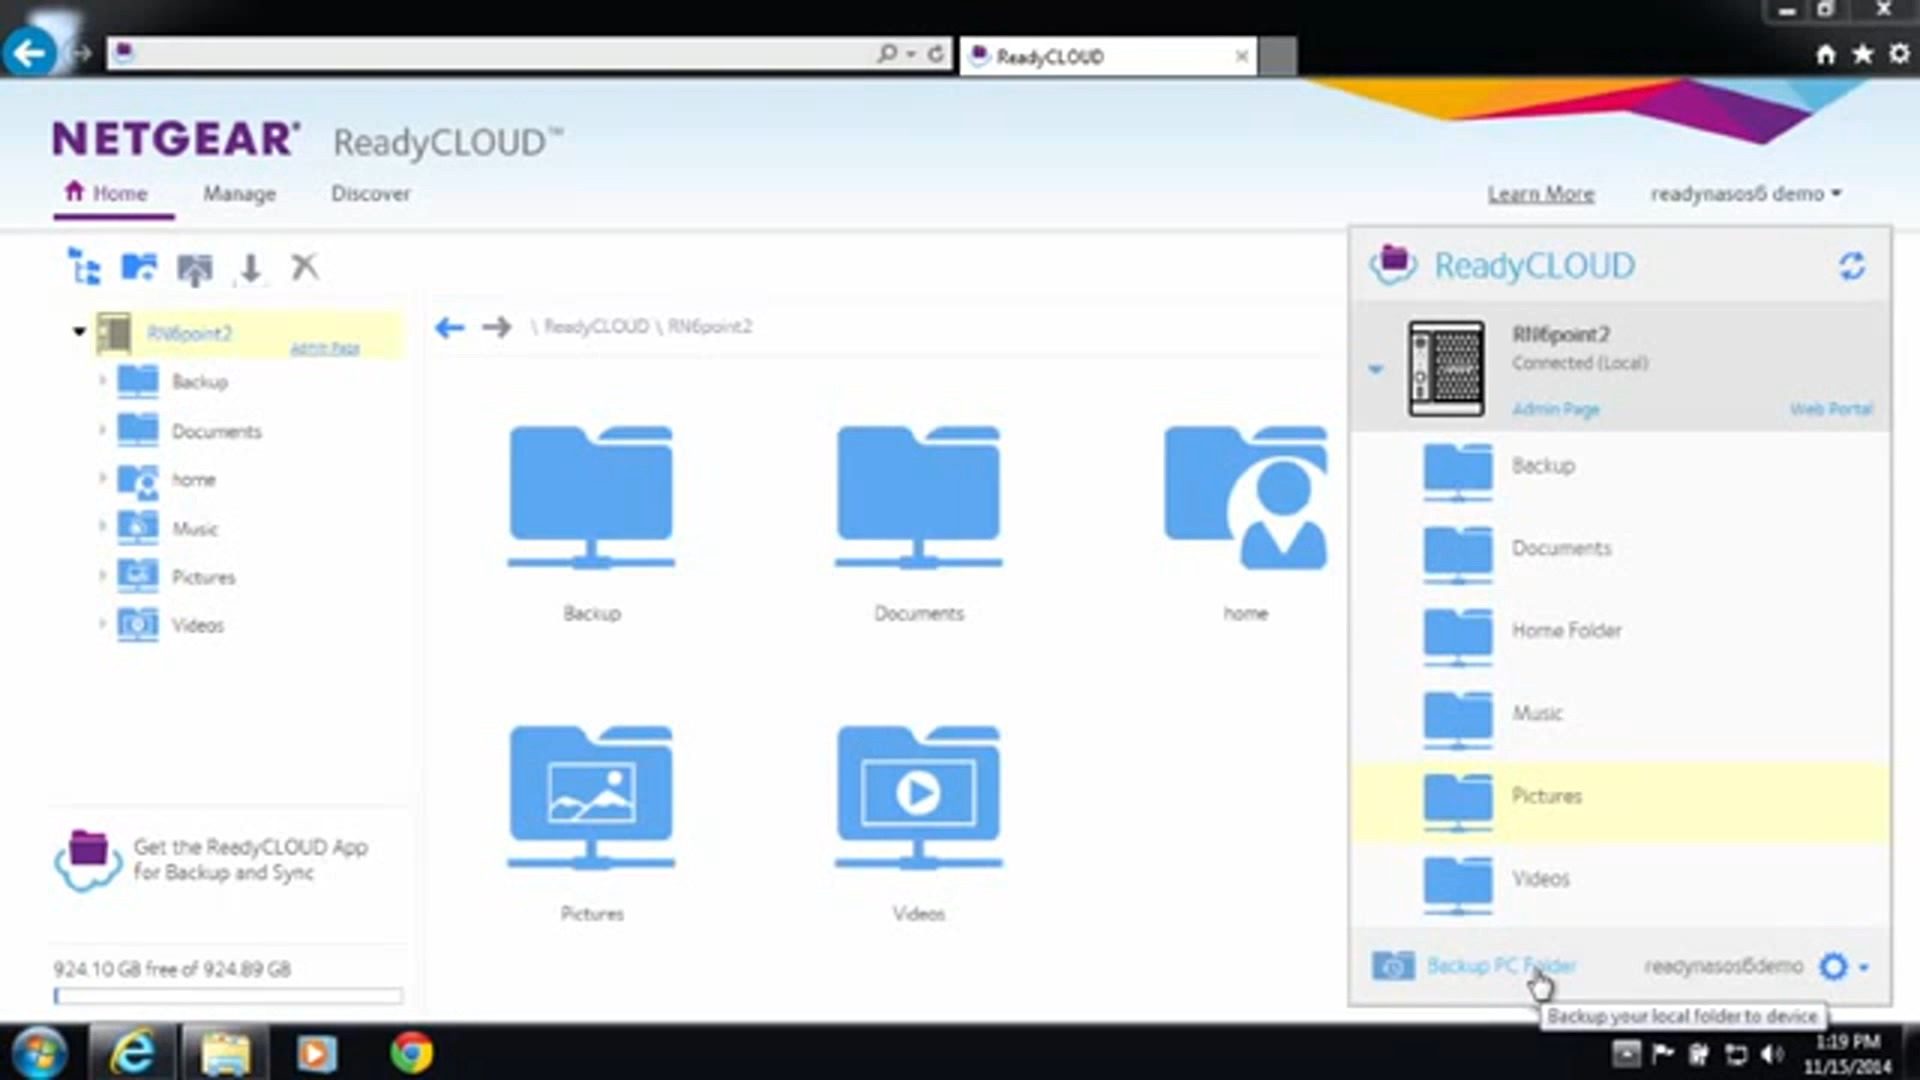 ReadyCLOUD
NETGEAR® ReadyCLOUD™
Home Manage Discover
Learn More readynasos6 demo
RN6point2
Admin Page
Backup
Documents
home
Music
Pictures
Videos
Get the ReadyCLOUD App
for Backup and Sync
924.10 GB free of 924.89 GB
\ ReadyCLOUD \ RN6point2
Backup
Documents
home
Pictures
Videos
ReadyCLOUD
RN6point2
Connected (Local)
Admin Page Web Portal
Backup
Documents
Home Folder
Music
Pictures
Videos
Backup PC Folder readynasos6demo
Backup your local folder to device
1:19 PM
11/15/2014